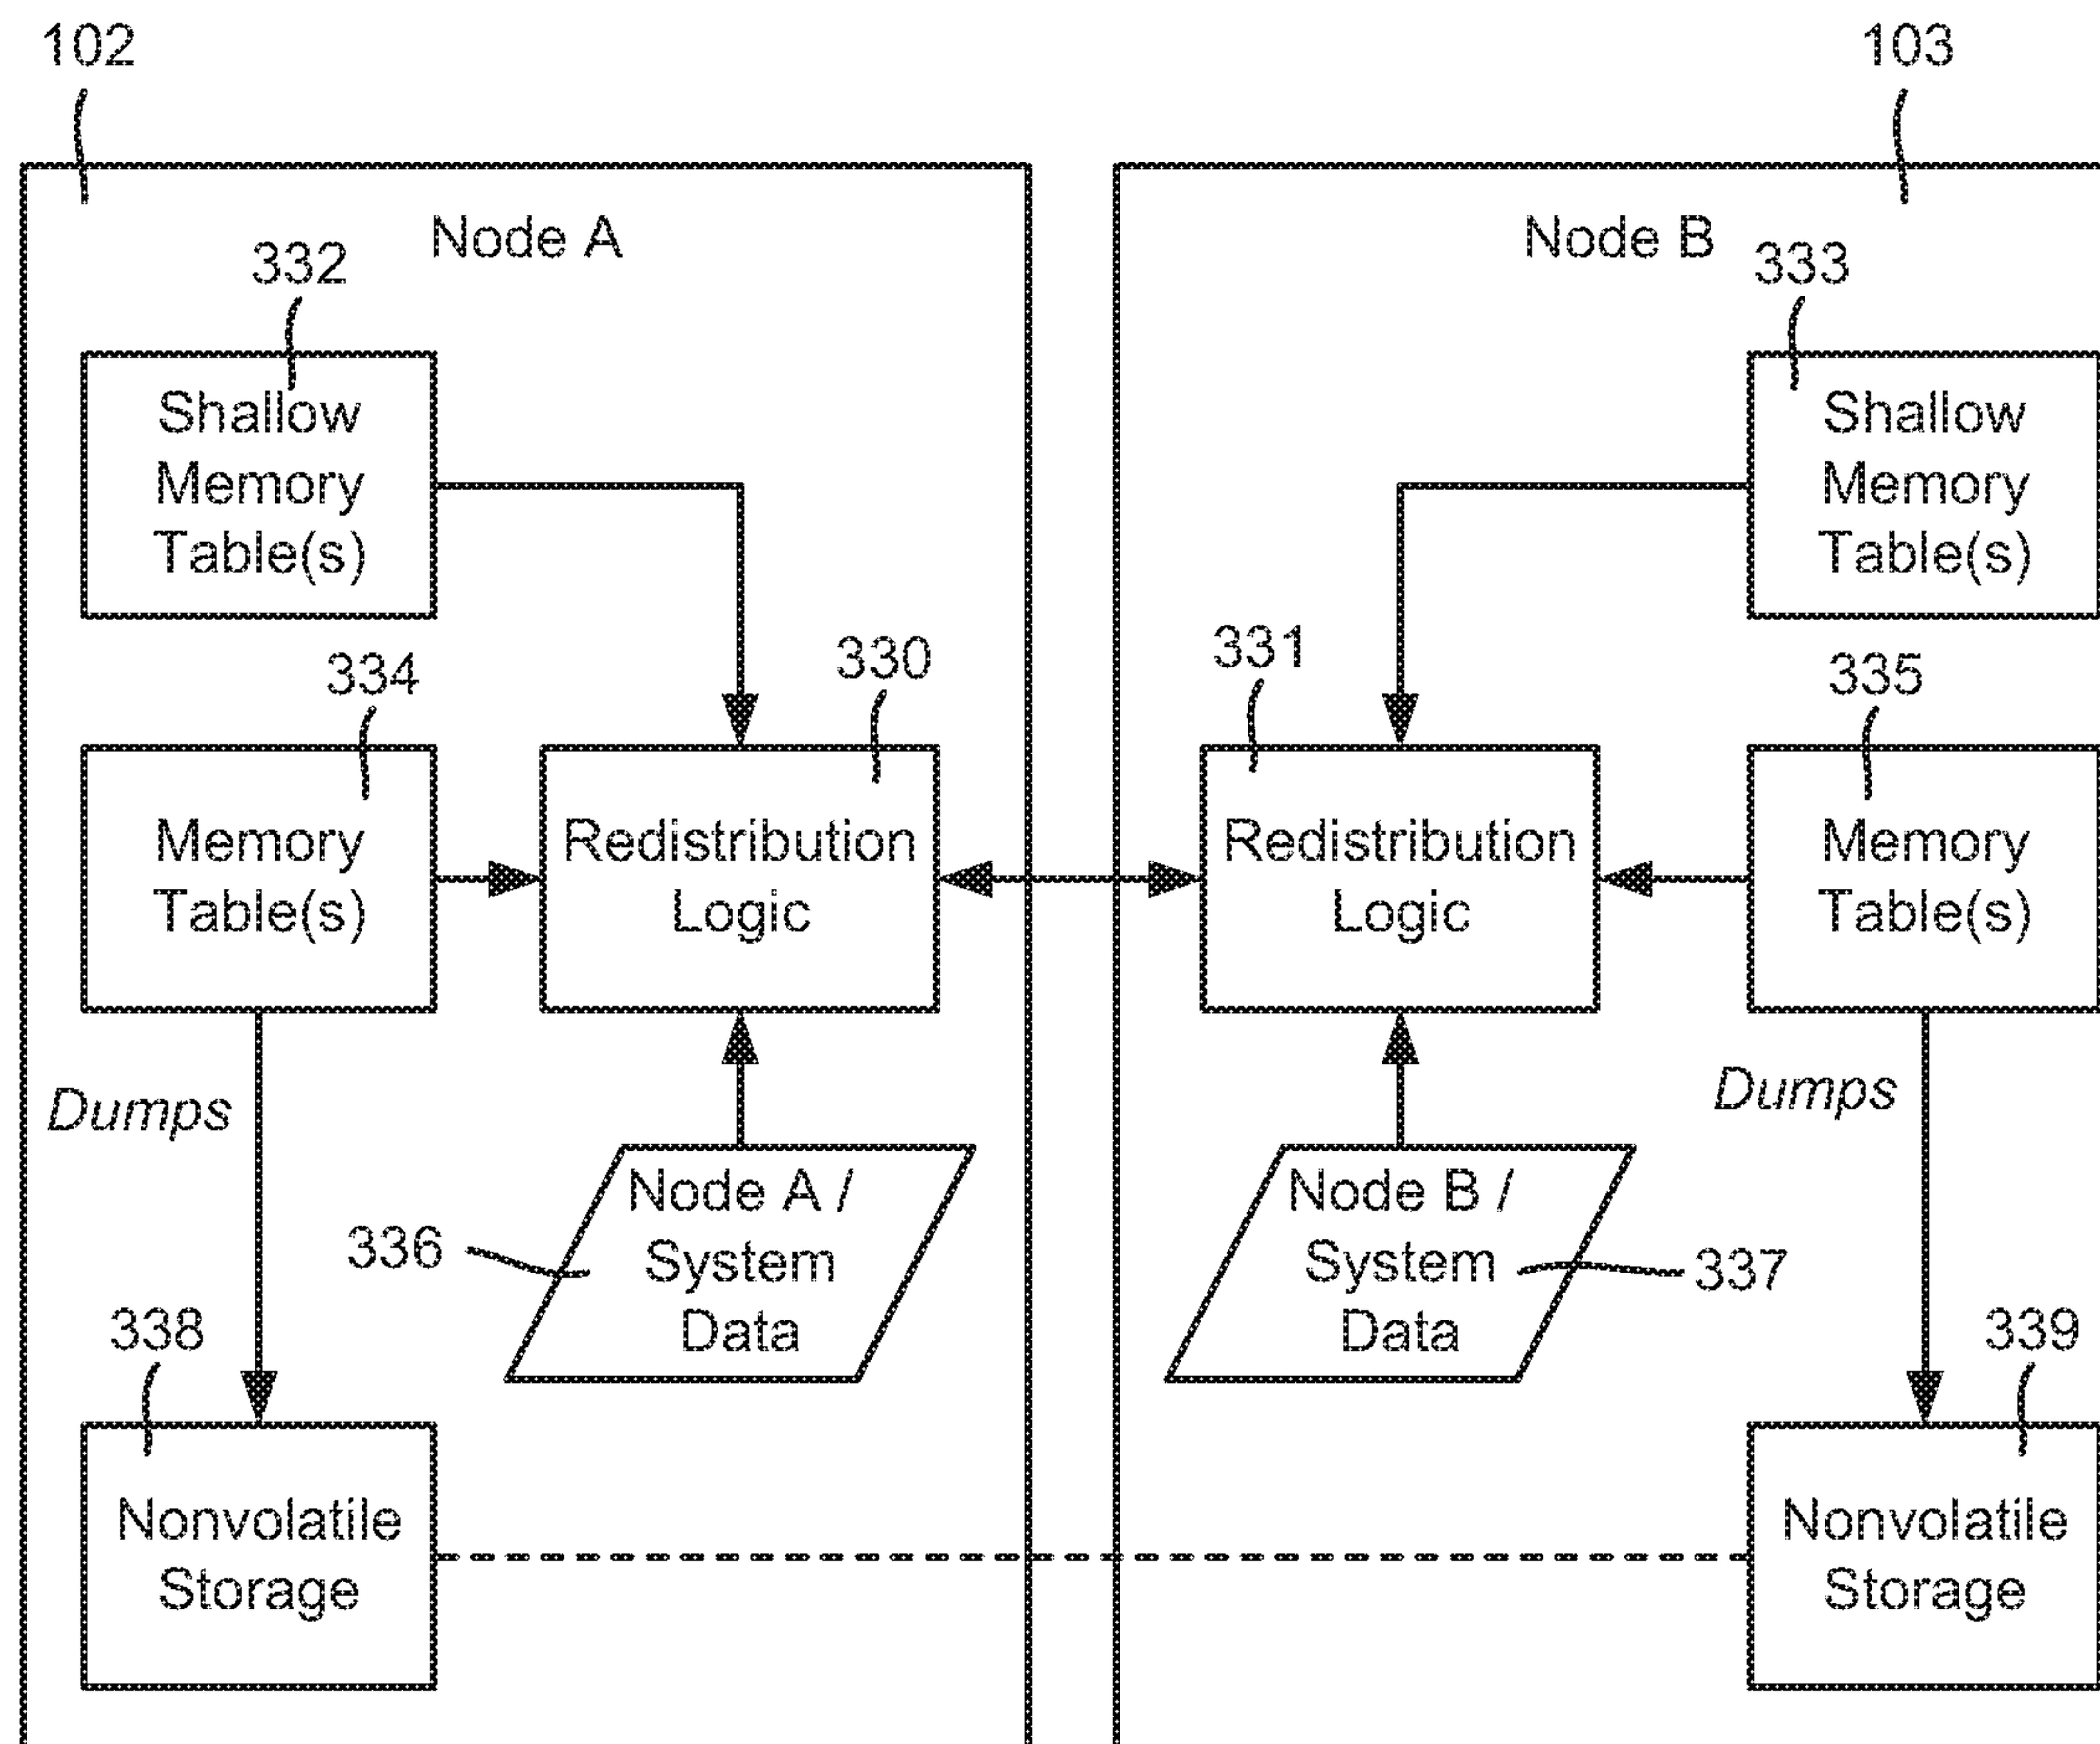 102
103
Node A
Node B
332
333
Shallow
Memory
Table(s)
Shallow
Memory
Table(s)
334
330
331
335
Memory
Table(s)
Redistribution
Logic
Redistribution
Logic
Memory
Table(s)
Dumps
Dumps
336
Node A /
System
Data
Node B /
System
Data
337
338
339
Nonvolatile
Storage
Nonvolatile
Storage